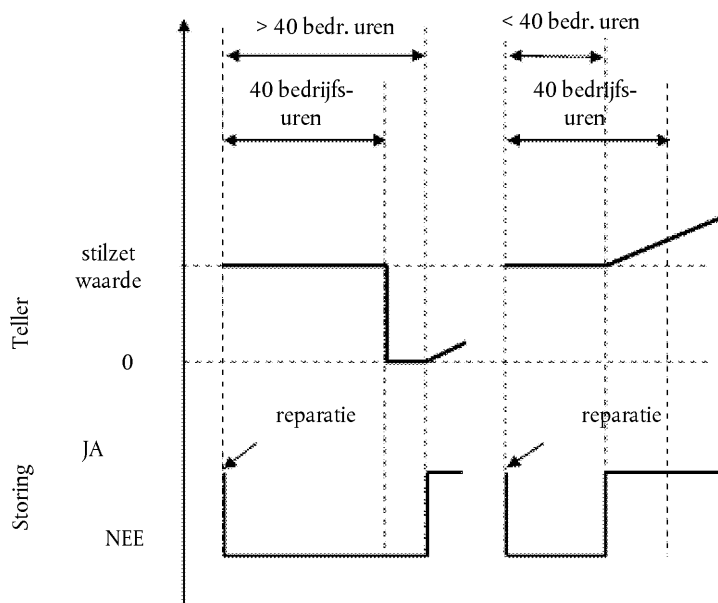 > 40 bedr. uren
< 40 bedr. uren
40 bedrijfs-
uren
40 bedrijfs-
uren
stilzet
waarde
Teller
0
reparatie
reparatie
JA
Storing
NEE